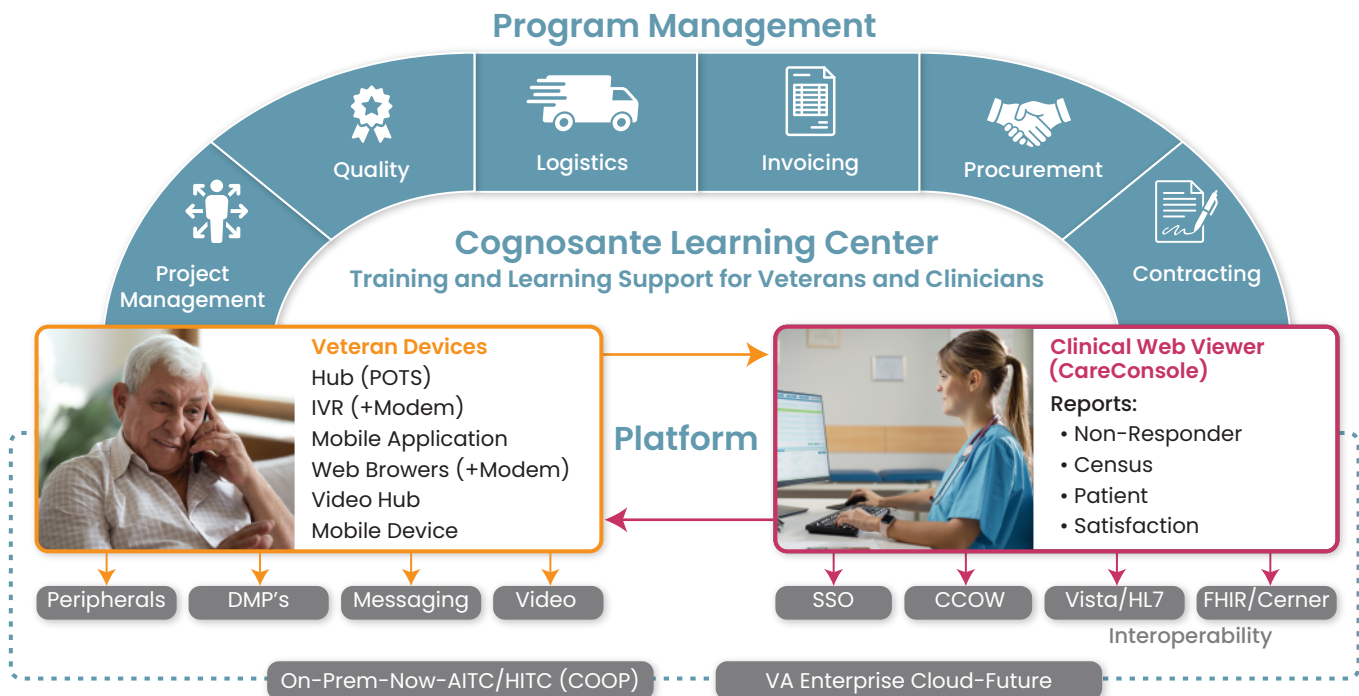 Program Management
Project
Management
Quality
Logistics
Invoicing
Procurement
Contracting
Cognosante Learning Center
Training and Learning Support for Veterans and Clinicians
Veteran Devices
Hub (POTS)
IVR (+Modem)
Mobile Application
Web Browers (+Modem)
Video Hub
Mobile Device
Platform
Clinical Web Viewer
(CareConsole)
Reports:
• Non-Responder
• Census
• Patient
• Satisfaction
Peripherals
DMP's
Messaging
Video
SSO
CCOW
Vista/HL7
FHIR/Cerner
Interoperability
On-Prem-Now-AITC/HITC (COOP)
VA Enterprise Cloud-Future